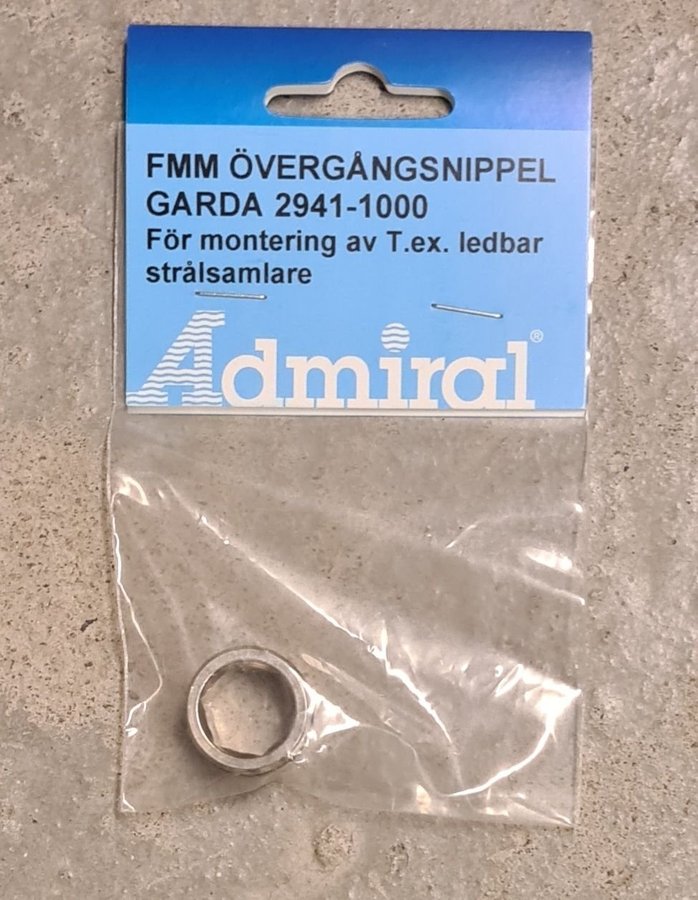 FMM ÖVERGÅNGSNIPPEL
GARDA 2941-1000
För montering av T.ex. ledbar
strålsamlare
Admiral®